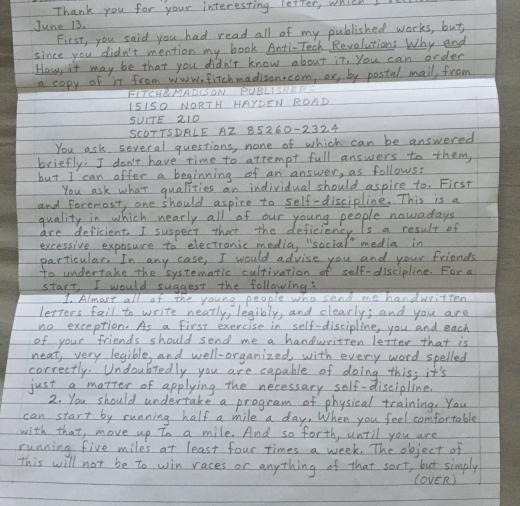 Thank you for your interesting letter, which I
June 13.
First, you said you had read all of my published works, but,
since you didn't mention my book Anti-Tech Revolution: Why and
How, it may be that you didn't know about it. You can order
a copy of it from www.fitchmadison.com, or, by postal mail, from
FITCH & MADISON PUBLISHERS
15150 NORTH HAYDEN ROAD
SUITE 210
SCOTTSDALE AZ 85260-2324
You ask several questions, none of which can be answered
briefly. I don't have time to attempt full answers to them,
but I can offer a beginning of an answer, as follows:
You ask what qualities an individual should aspire to. First
and foremost, one should aspire to self-discipline. This is a
quality in which nearly all of our young people nowadays
are deficient. I suspect that the deficiency is a result of
excessive exposure to electronic media, "social" media in
particular. In any case, I would advise you and your friends
to undertake the systematic cultivation of self-discipline. For a
start, I would suggest the following:
1. Almost all of the young people who send me handwritten
letters fail to write neatly, legibly, and clearly; and you are
no exception. As a first exercise in self-discipline, you and each
of your friends should send me a handwritten letter that is
neat, very legible, and well-organized, with every word spelled
correctly. Undoubtedly you are capable of doing this; it's
just a matter of applying the necessary self-discipline.
2. You should undertake a program of physical training. You
can start by running half a mile a day. When you feel comfortable
with that, move up to a mile. And so forth, until you are
running five miles at least four times a week. The object of
this will not be to win races or anything of that sort, but simply
(OVER)